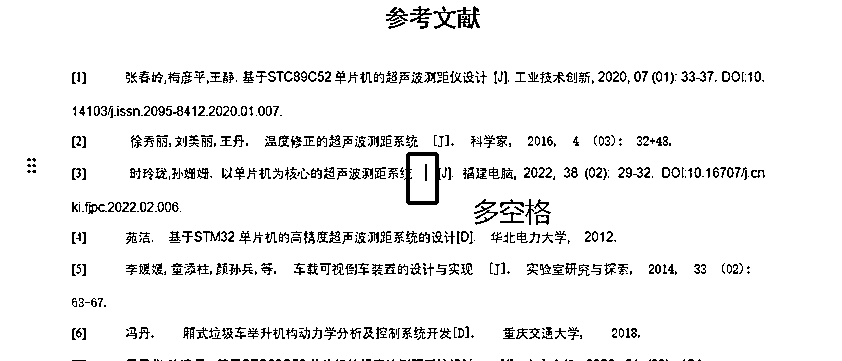 参考文献
[1] 张春岭,梅彦平,王静. 基于STC89C52 单片机的超声波测距仪设计 [J]. 工业技术创新, 2020, 07 (01): 33-37. DOI:10.
14103/j.issn.2095-8412.2020.01.007.
[2] 徐秀丽, 刘美丽, 王丹. 温度修正的超声波测距系统 [J]. 科学家, 2016, 4 (03): 32+48.
[3] 时玲珑,孙姗姗. 以单片机为核心的超声波测距系统 [J]. 福建电脑, 2022, 38 (02): 29-32. DOI:10.16707/j.cn
ki.fjpc.2022.02.006.
多空格
[4] 苑洁. 基于STM32 单片机的高精度超声波测距系统的设计[D]. 华北电力大学, 2012.
[5] 李媛媛, 童添柱, 颜孙兵, 等. 车载可视倒车装置的设计与实现 [J]. 实验室研究与探索, 2014, 33 (02):
63-67.
[6] 冯丹. 厢式垃圾车举升机构动力学分析及控制系统开发[D]. 重庆交通大学, 2018.